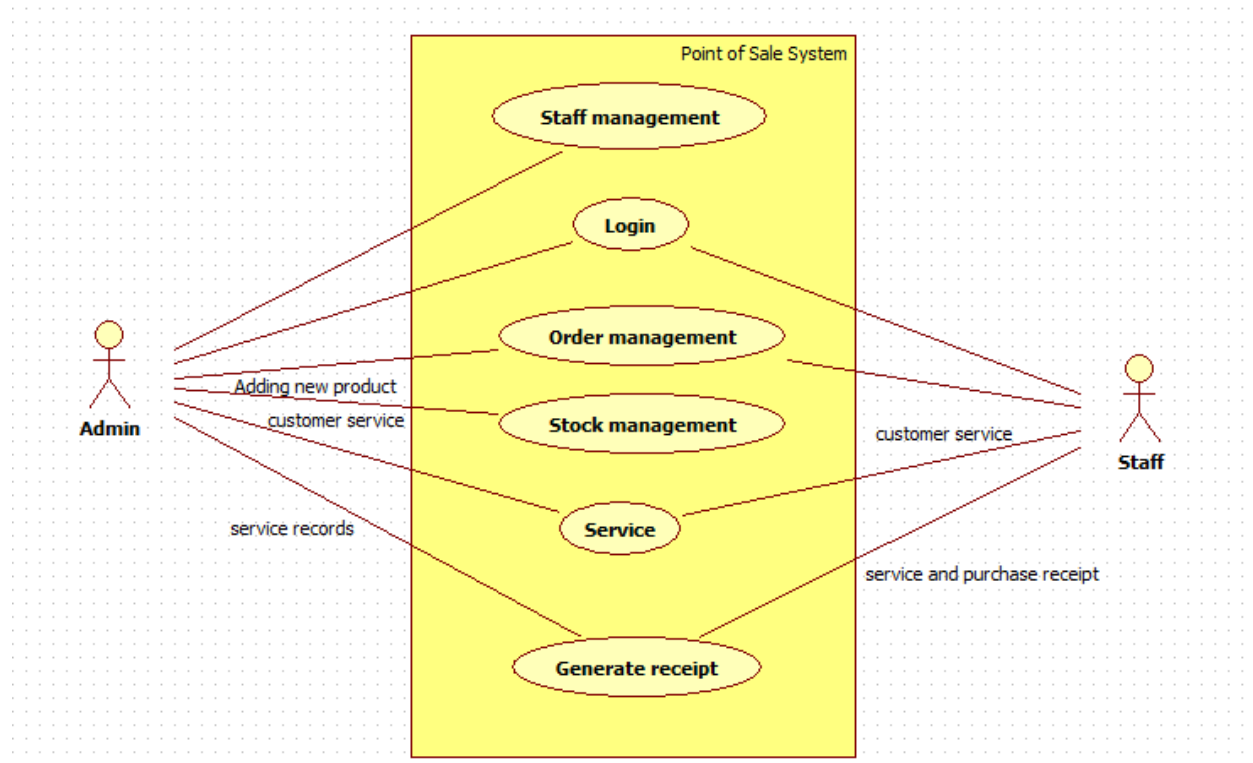 Point of Sale System
Staff management
Login
Order management
Adding new product
customer service
Stock management
Admin
customer service
Staff
service records
Service
service and purchase receipt
Generate receipt